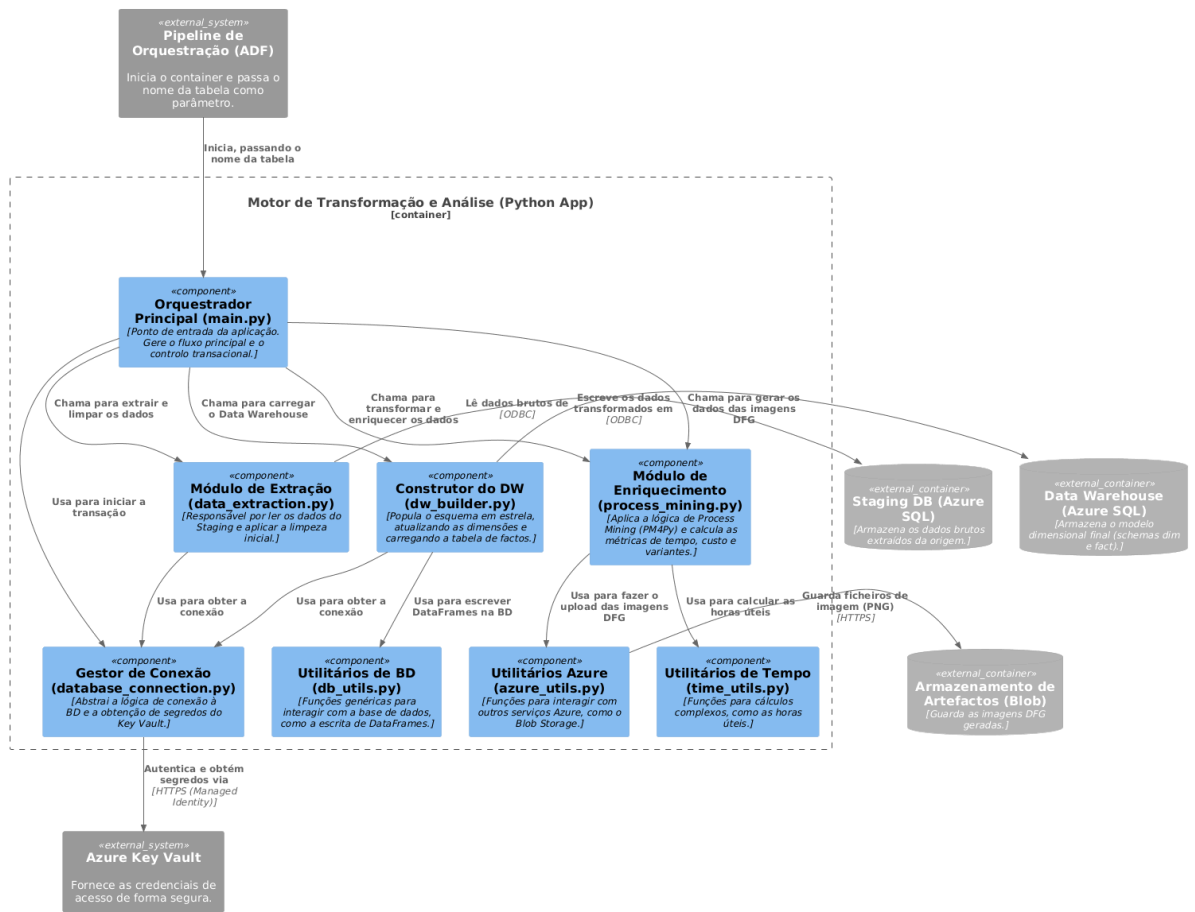 «external_system»
Pipeline de
Orquestração (ADF)
Inicia o container e passa o
nome da tabela como
parâmetro.
Inicia, passando o
nome da tabela
Motor de Transformação e Análise (Python App)
[container]
«component»
Orquestrador
Principal (main.py)
[Ponto de entrada da aplicação.
Gere o fluxo principal e o
controlo transacional.]
Chama para extrair e
limpar os dados
Chama para carregar
o Data Warehouse
Chama para
transformar e
enriquecer os dados
Lê dados brutos de
[ODBC]
Escreve os dados
transformados em
[ODBC]
Chama para gerar os
dados das imagens
DFG
Usa para iniciar a
transação
«component»
Módulo de Extração
(data_extraction.py)
[Responsável por ler os dados do
Staging e aplicar a limpeza
inicial.]
«component»
Construtor do DW
(dw_builder.py)
[Popula o esquema em estrela,
atualizando as dimensões e
carregando a tabela de factos.]
«component»
Módulo de
Enriquecimento
(process_mining.py)
[Aplica a lógica de Process
Mining (PM4Py) e calcula as
métricas de tempo, custo e
variantes.]
«external_container»
Staging DB (Azure
SQL)
[Armazena os dados brutos
extraídos da origem.]
«external_container»
Data Warehouse
(Azure SQL)
[Armazena o modelo
dimensional final (schemas dim
e fact).]
Usa para obter a
conexão
Usa para obter a
conexão
Usa para escrever
DataFrames na BD
Usa para fazer o
upload das imagens
DFG
Usa para calcular as
horas úteis
Guarda ficheiros de
imagem (PNG)
[HTTPS]
«component»
Gestor de Conexão
(database_connection.py)
[Abstrai a lógica de conexão à
BD e a obtenção de segredos do
Key Vault.]
«component»
Utilitários de BD
(db_utils.py)
[Funções genéricas para
interagir com a base de dados,
como a escrita de DataFrames.]
«component»
Utilitários Azure
(azure_utils.py)
[Funções para interagir com
outros serviços Azure, como o
Blob Storage.]
«component»
Utilitários de Tempo
(time_utils.py)
[Funções para cálculos
complexos, como as horas
úteis.]
«external_container»
Armazenamento de
Artefactos (Blob)
[Guarda as imagens DFG
geradas.]
Autentica e obtém
segredos via
[HTTPS (Managed
Identity)]
«external_system»
Azure Key Vault
Fornece as credenciais de
acesso de forma segura.